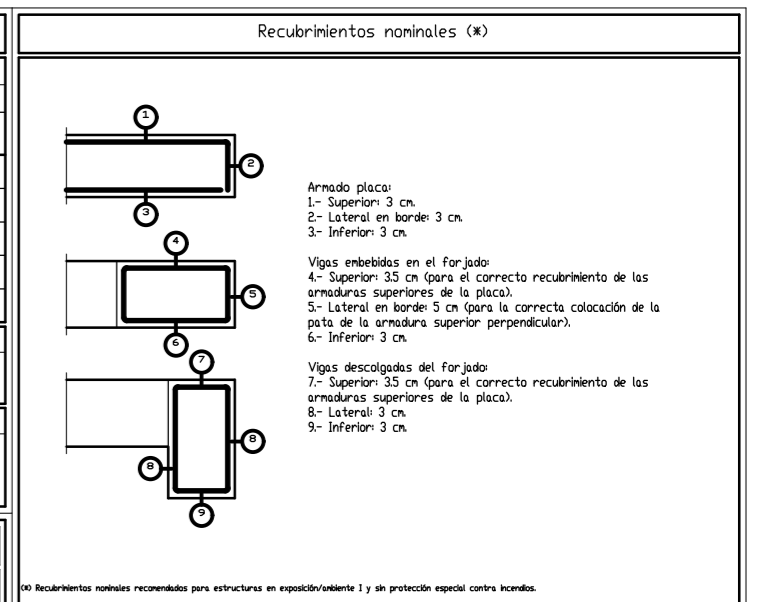 Recubrimientos nominales (*)
1
2
3
Armado placa:
1.- Superior: 3 cm.
2.- Lateral en borde: 3 cm.
3.- Inferior: 3 cm.
4
5
6
Vigas embebidas en el forjado:
4.- Superior: 3.5 cm (para el correcto recubrimiento de las
armaduras superiores de la placa).
5.- Lateral en borde: 5 cm (para la correcta colocación de la
pata de la armadura superior perpendicular).
6.- Inferior: 3 cm.
7
8
8
9
Vigas descolgadas del forjado:
7.- Superior: 3.5 cm (para el correcto recubrimiento de las
armaduras superiores de la placa).
8.- Lateral: 3 cm.
9.- Inferior: 3 cm.
(*) Recubrimientos nominales recomendados para estructuras en exposición/ambiente I y sin protección especial contra incendios.